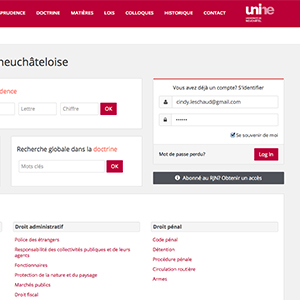 SPRUDENCE DOCTRINE MATIÈRES LOIS COLLOQUES HISTORIQUE CONTACT
unine
neuchâteloise
dence
Lettre Chiffre OK
Vous avez déjà un compte? S'identifier
cindy.leschaud@gmail.com
Se souvenir de moi
Mot de passe perdu? Log In
Recherche globale dans la doctrine
Mots clés OK
Abonné au RJN? Obtenir un accès
Droit administratif
Police des étrangers
Responsabilité des collectivités publiques et de leurs
agents
Fonctionnaires
Protection de la nature et du paysage
Marchés publics
Droit fiscal
Droit pénal
Code pénal
Détention
Procédure pénale
Circulation routière
Armes